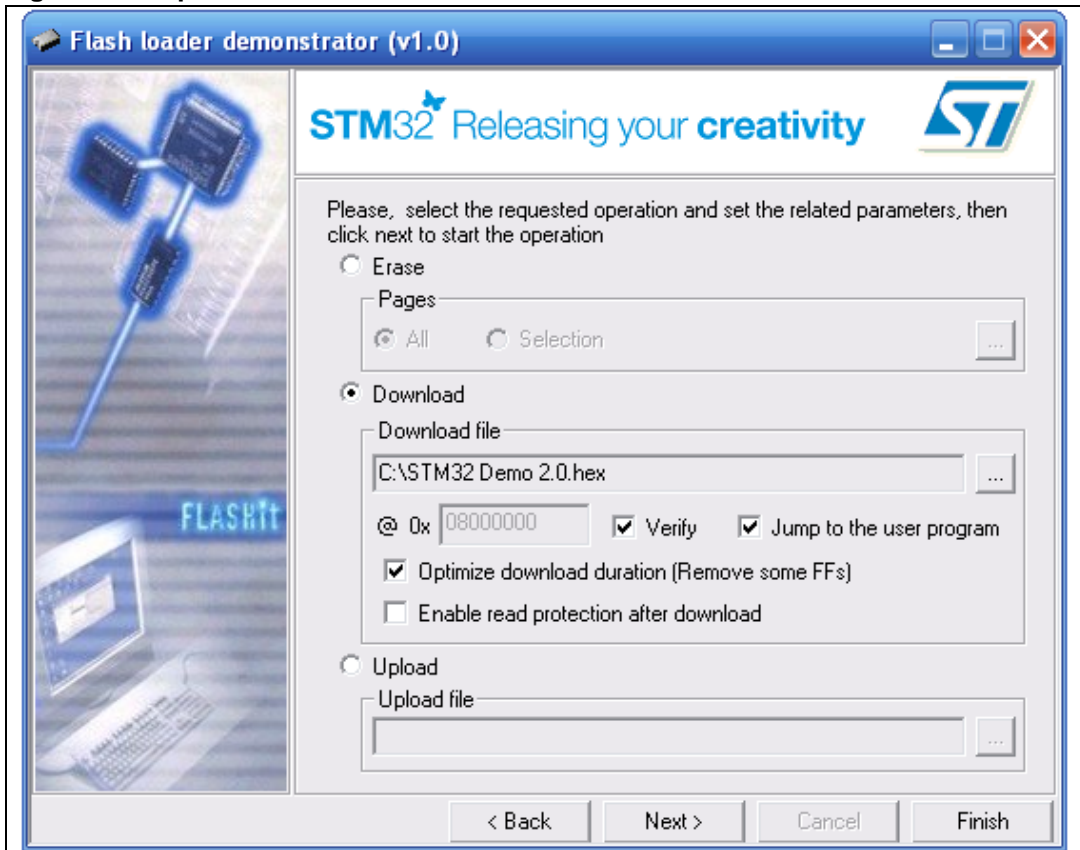 Flash loader demonstrator (v1.0)
STM32 Releasing your creativity
ST
Please, select the requested operation and set the related parameters, then
click next to start the operation
Erase
Pages
All Selection ...
Download
Download file
C:\STM32 Demo 2.0.hex ...
@ 0x 08000000 Verify Jump to the user program
Optimize download duration (Remove some FFs)
Enable read protection after download
FLASHit
Upload
Upload file
...
< Back Next > Cancel Finish